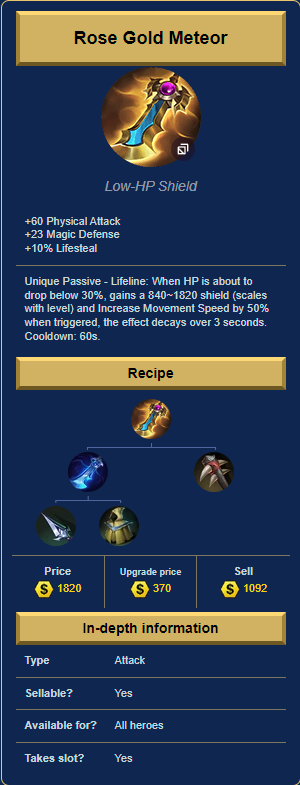 Rose Gold Meteor
Low-HP Shield
+60 Physical Attack
+23 Magic Defense
+10% Lifesteal
Unique Passive - Lifeline: When HP is about to
drop below 30%, gains a 840~1820 shield (scales
with level) and Increase Movement Speed by 50%
when triggered, the effect decays over 3 seconds.
Cooldown: 60s.
Recipe
Price Upgrade price Sell
S 1820 S 370 S 1092
In-depth information
Type Attack
Sellable? Yes
Available for? All heroes
Takes slot? Yes